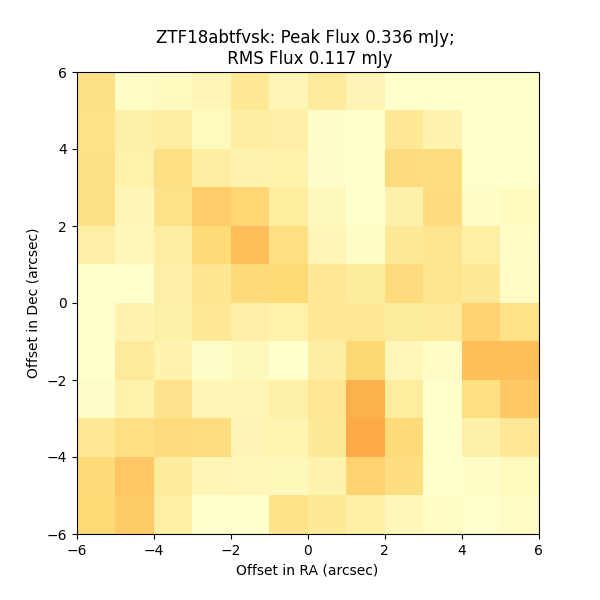 ZTF18abtfvsk: Peak Flux 0.336 mJy;
RMS Flux 0.117 mJy
6
4
2
0
−2
−4
−6
Offset in Dec (arcsec)
−6 −4 −2 0 2 4 6
Offset in RA (arcsec)